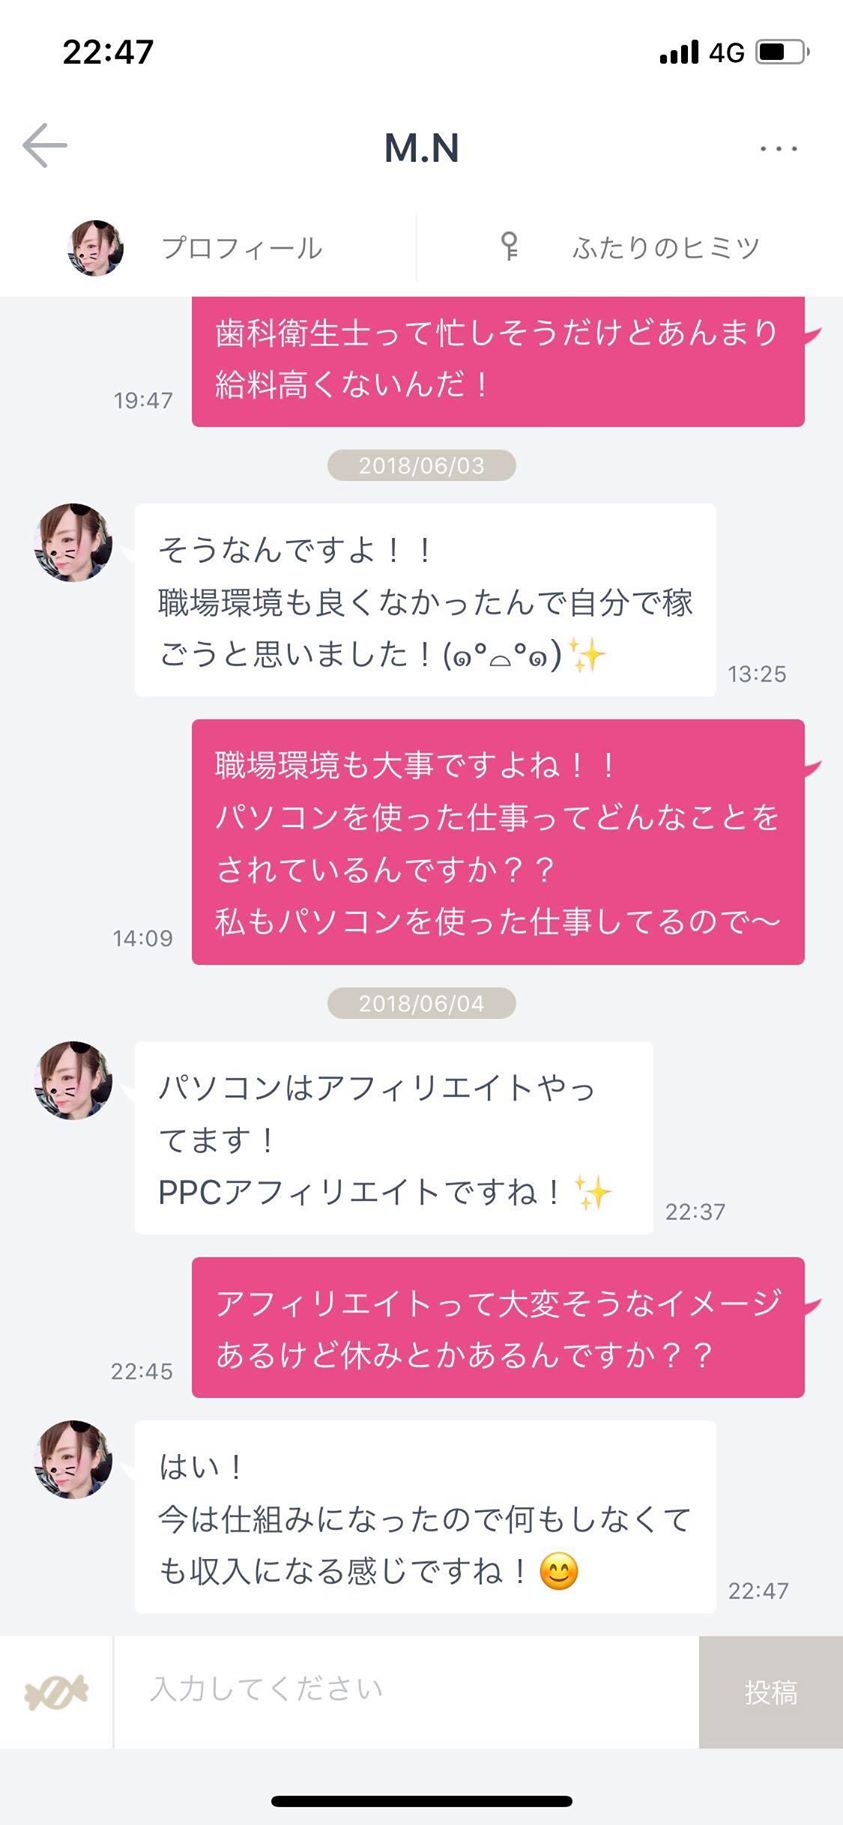 22:47
4G
M.N
...
プロフィール
ふたりのヒミツ
歯科衛生士って忙しそうだけどあんまり
給料高くないんだ！
19:47
2018/06/03
そうなんですよ！！
職場環境も良くなかったんで自分で稼
ごうと思いました！(๑°⌓°๑)✨
13:25
職場環境も大事ですよね！！
パソコンを使った仕事ってどんなことを
されているんですか？？
私もパソコンを使った仕事してるので〜
14:09
2018/06/04
パソコンはアフィリエイトやっ
てます！
PPCアフィリエイトですね！✨
22:37
アフィリエイトって大変そうなイメージ
あるけど休みとかあるんですか？？
22:45
はい！
今は仕組みになったので何もしなくて
も収入になる感じですね！😊
22:47
入力してください
投稿